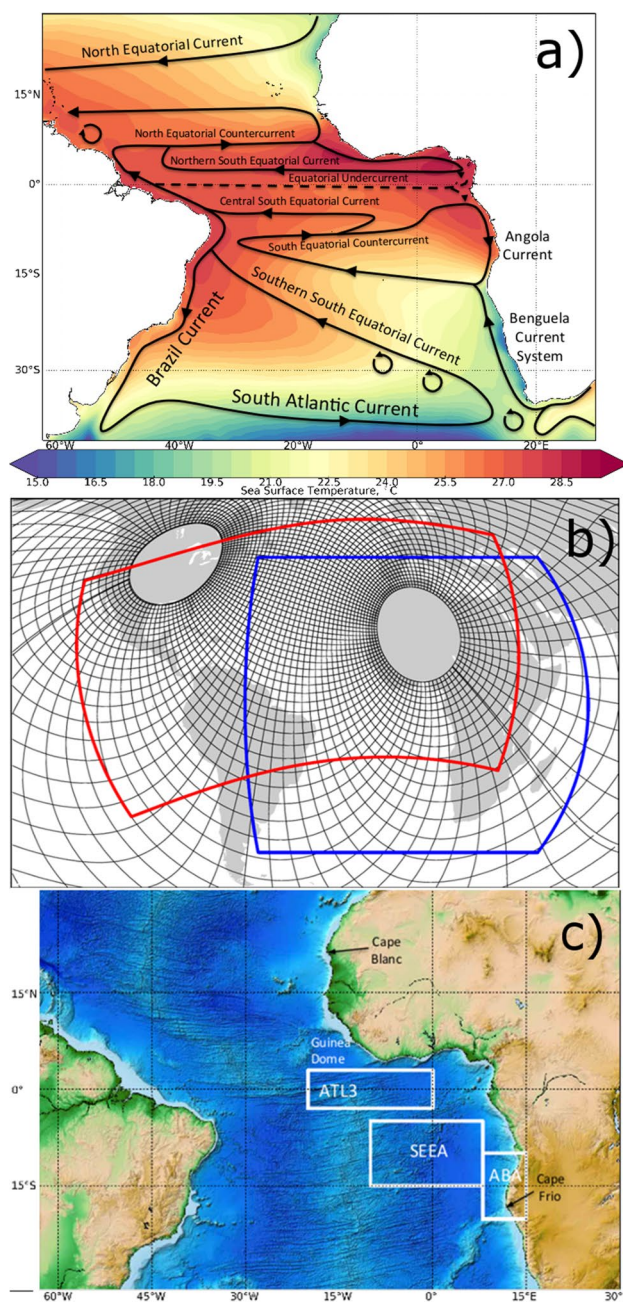 a)
North Equatorial Current
15°N
North Equatorial Countercurrent
Northern South Equatorial Current
Equatorial Undercurrent
0°
Central South Equatorial Current
South Equatorial Countercurrent
Angola
Current
15°S
Southern South Equatorial Current
Benguela
Current
System
Brazil Current
30°S
South Atlantic Current
60°W 40°W 20°W 0° 20°E
15.0 16.5 18.0 19.5 21.0 22.5 24.0 25.5 27.0 28.5
Sea Surface Temperature, °C
b)
c)
Cape
Blanc
15°N
Guinea
Dome
0°
ATL3
SEEA
ABA
Cape
Frio
15°S
60°W 45°W 30°W 15°W 0° 15°E 30°